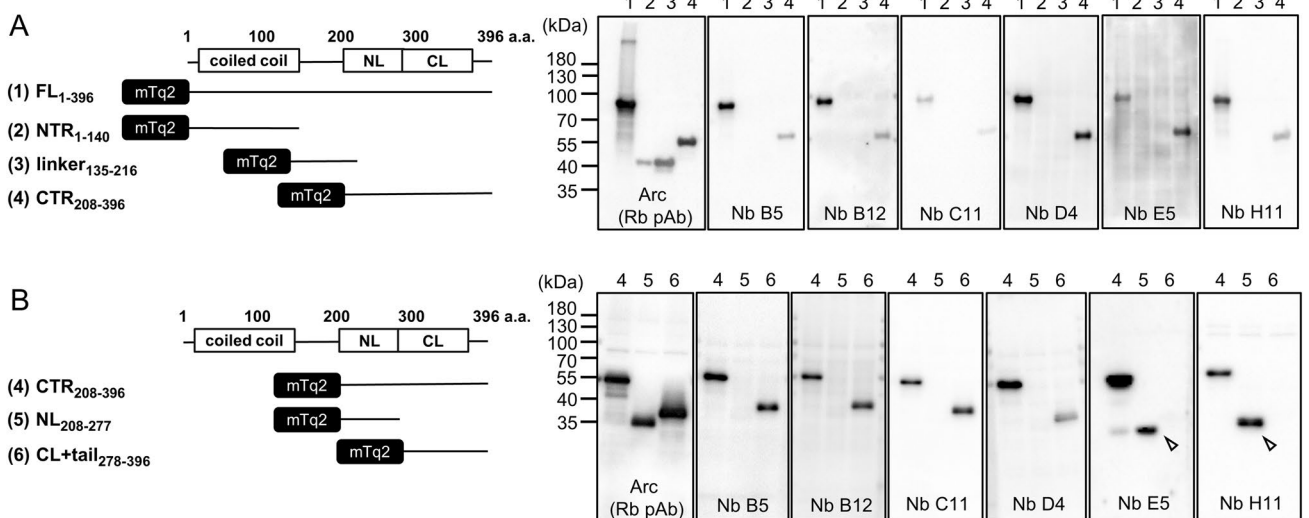 A
1 100 200 300 396 a.a.
coiled coil NL CL
(1) FL1-396 mTq2
(2) NTR1-140 mTq2
(3) linker135-216 mTq2
(4) CTR208-396 mTq2
(kDa)
180
130
100
70
55
40
35
1 2 3 4 1 2 3 4 1 2 3 4 1 2 3 4 1 2 3 4 1 2 3 4 1 2 3 4
Arc
(Rb pAb) Nb B5 Nb B12 Nb C11 Nb D4 Nb E5 Nb H11
B
1 100 200 300 396 a.a.
coiled coil NL CL
(4) CTR208-396 mTq2
(5) NL208-277 mTq2
(6) CL+tail278-396 mTq2
(kDa)
180
130
100
70
55
40
35
4 5 6 4 5 6 4 5 6 4 5 6 4 5 6 4 5 6 4 5 6
Arc
(Rb pAb) Nb B5 Nb B12 Nb C11 Nb D4 Nb E5 Nb H11